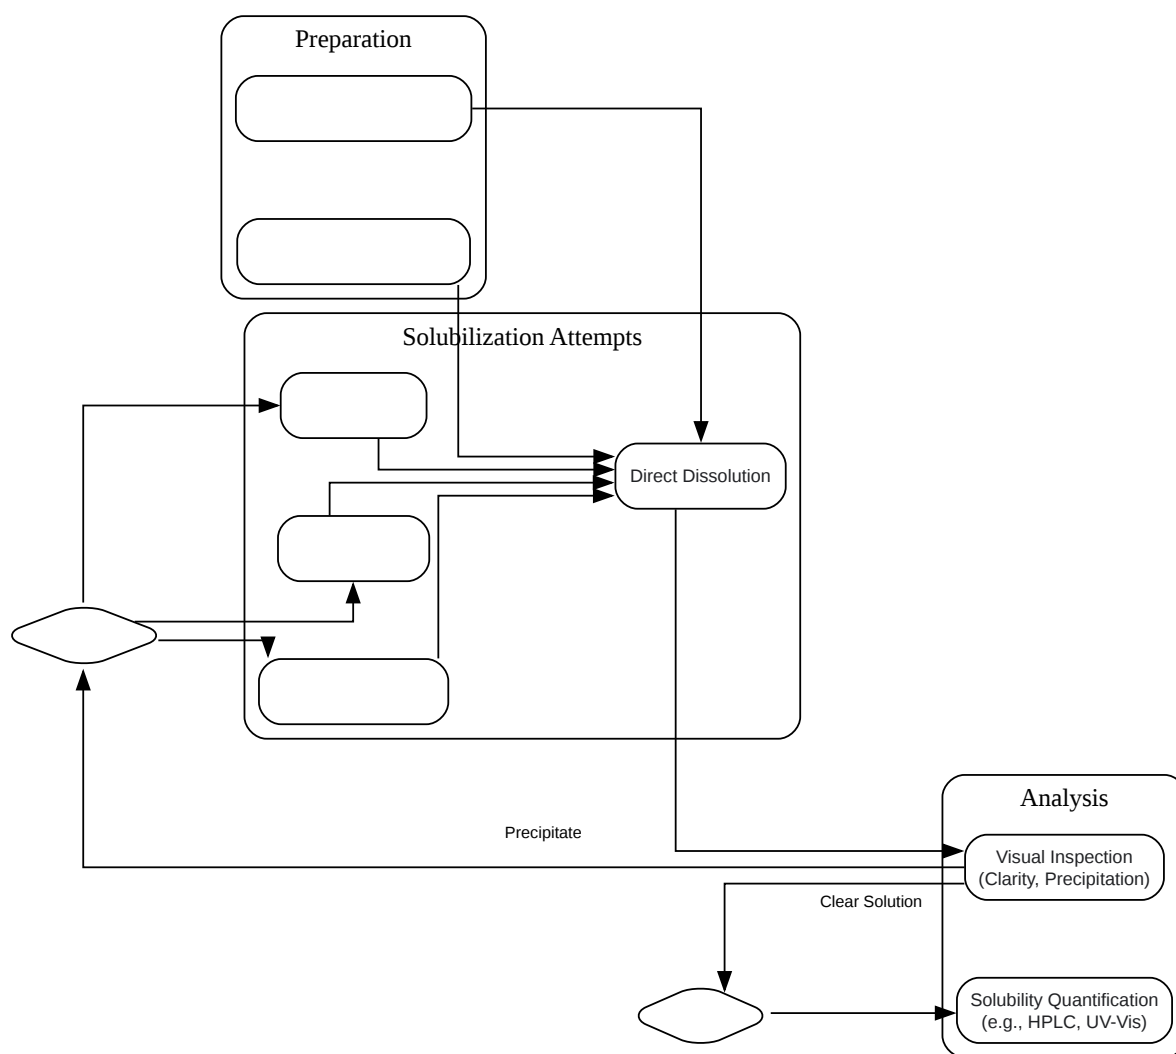 Preparation
Solubilization Attempts
Direct Dissolution
Precipitate
Analysis
Visual Inspection
(Clarity, Precipitation)
Clear Solution
Solubility Quantification
(e.g., HPLC, UV-Vis)